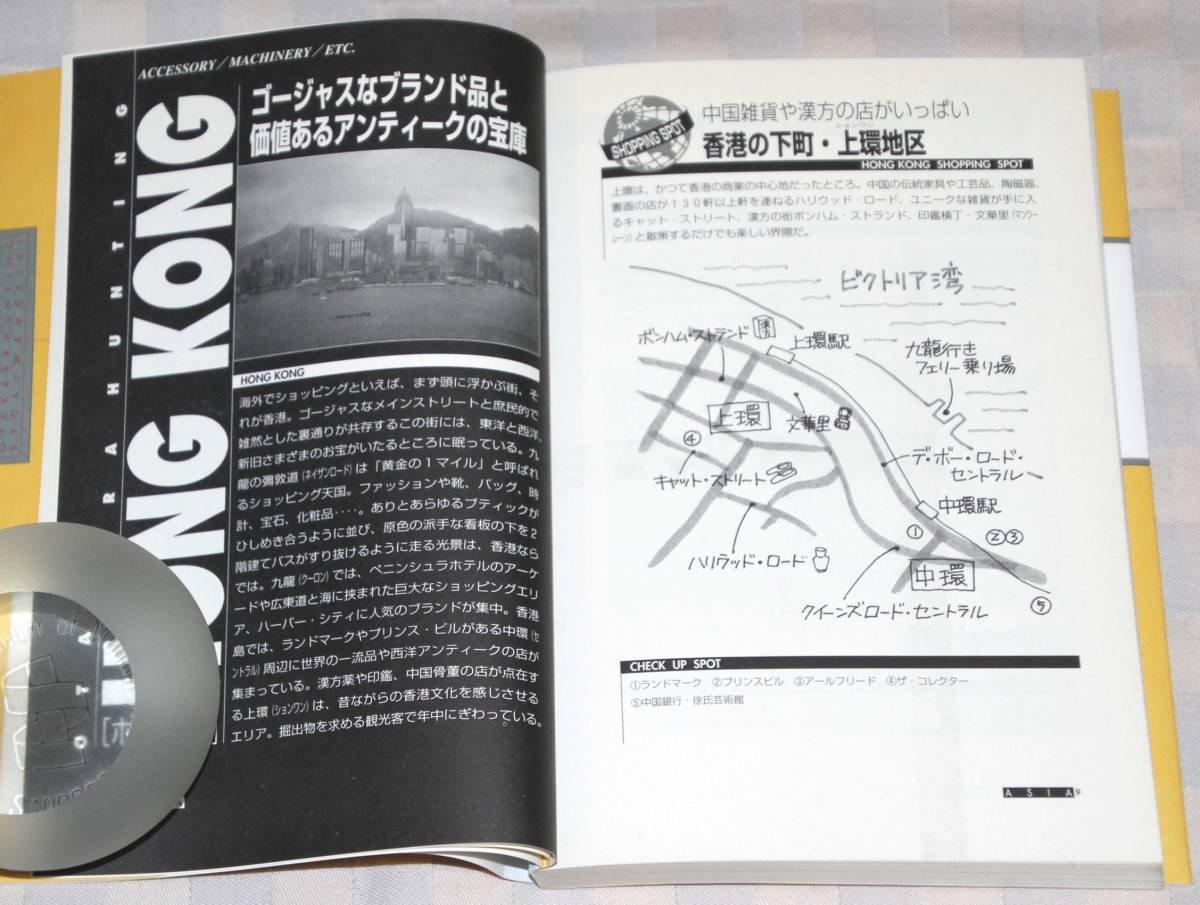 ACCESSORY/MACHINERY/ETC.
ゴージャスなブランド品と
価値あるアンティークの宝庫
RAHUNTING
HONG KONG
HONG KONG
海外でショッピングといえば、まず頭に浮かぶ街、そ
れが香港。ゴージャスなメインストリートと庶民的で
雑然とした裏通りが共存するこの街には、東洋と西洋、
新旧さまざまのお宝がいたるところに眠っている。九
龍の彌敦道(ネイザンロード)は「黄金の1マイル」と呼ばれ
るショッピング天国。ファッションや靴、バッグ、時
計、宝石、化粧品‥‥。ありとあらゆるブティックが
ひしめき合うように並び、原色の派手な看板の下を2
階建てバスがすり抜けるように走る光景は、香港なら
では。九龍(クーロン)では、ペニンシュラホテルのアーケ
ードや広東道と海に挟まれた巨大なショッピングエリ
ア、ハーバー・シティに人気のブランドが集中。香港
島では、ランドマークやプリンス・ビルがある中環(セ
ントラル)周辺に世界の一流品や西洋アンティークの店が
集まっている。漢方薬や印鑑、中国骨董の店が点在す
る上環(ションワン)は、昔ながらの香港文化を感じさせる
エリア。掘出物を求める観光客で年中にぎわっている。
SHOPPING SPOT
中国雑貨や漢方の店がいっぱい
ションワン
香港の下町・上環地区
HONG KONG SHOPPING SPOT
上環は、かつて香港の商業の中心地だったところ。中国の伝統家具や工芸品、陶磁器、
書画の店が130軒以上軒を連ねるハリウッド・ロード、ユニークな雑貨が手に入
るキャット・ストリート、漢方の街ボンハム・ストランド、印鑑横丁・文華里(マンワー
レーン)と散策するだけでも楽しい界隈だ。
ビクトリア湾
ボンハム・ストランド
漢方
上環駅
九龍行き
フェリー乗り場
上環
文華里
④
デ・ボー・ロード・
セントラル
キャット・ストリート
中環駅
①
②③
ハリウッド・ロード
中環
⑤
クイーンズロード・セントラル
CHECK UP SPOT
①ランドマーク ②プリンスビル ③アールフリード ④ザ・コレクター
⑤中国銀行・徐氏芸術館
ASIA 9